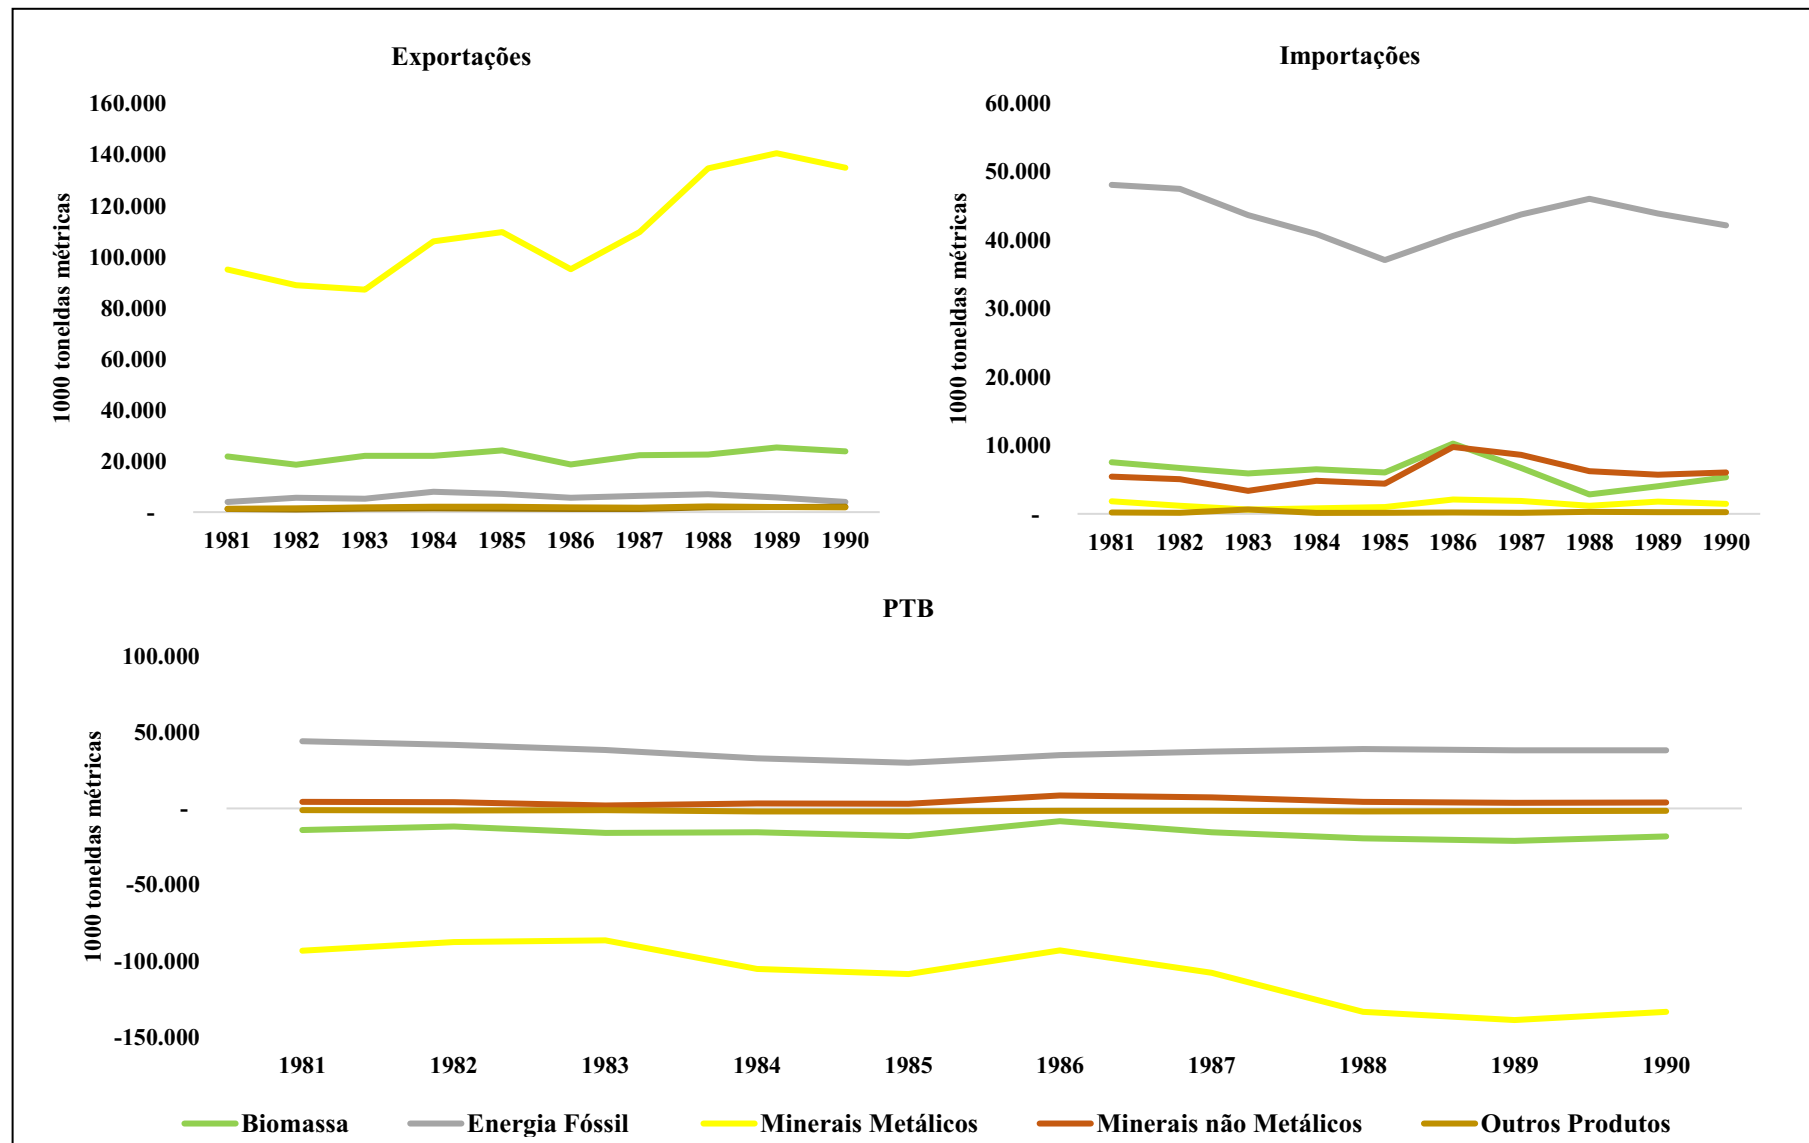 Exportações
1000 toneldas métricas
160.000
140.000
120.000
100.000
80.000
60.000
40.000
20.000
-
1981 1982 1983 1984 1985 1986 1987 1988 1989 1990
Importações
1000 toneldas métricas
60.000
50.000
40.000
30.000
20.000
10.000
-
1981 1982 1983 1984 1985 1986 1987 1988 1989 1990
PTB
1000 toneldas métricas
100.000
50.000
-
-50.000
-100.000
-150.000
1981 1982 1983 1984 1985 1986 1987 1988 1989 1990
Biomassa Energia Fóssil Minerais Metálicos Minerais não Metálicos Outros Produtos